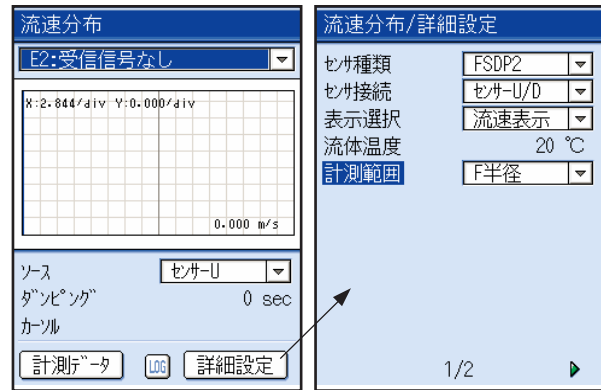 流速分布
E2:受信信号なし
X:2.844/div Y:0.000/div
0.000 m/s
ソース センサーU
ダンピング 0 sec
カーソル
計測データ LOG 詳細設定
流速分布/詳細設定
センサ種類 FSDP2
センサ接続 センサーU/D
表示選択 流速表示
流体温度 20 ℃
計測範囲 F半径
1/2